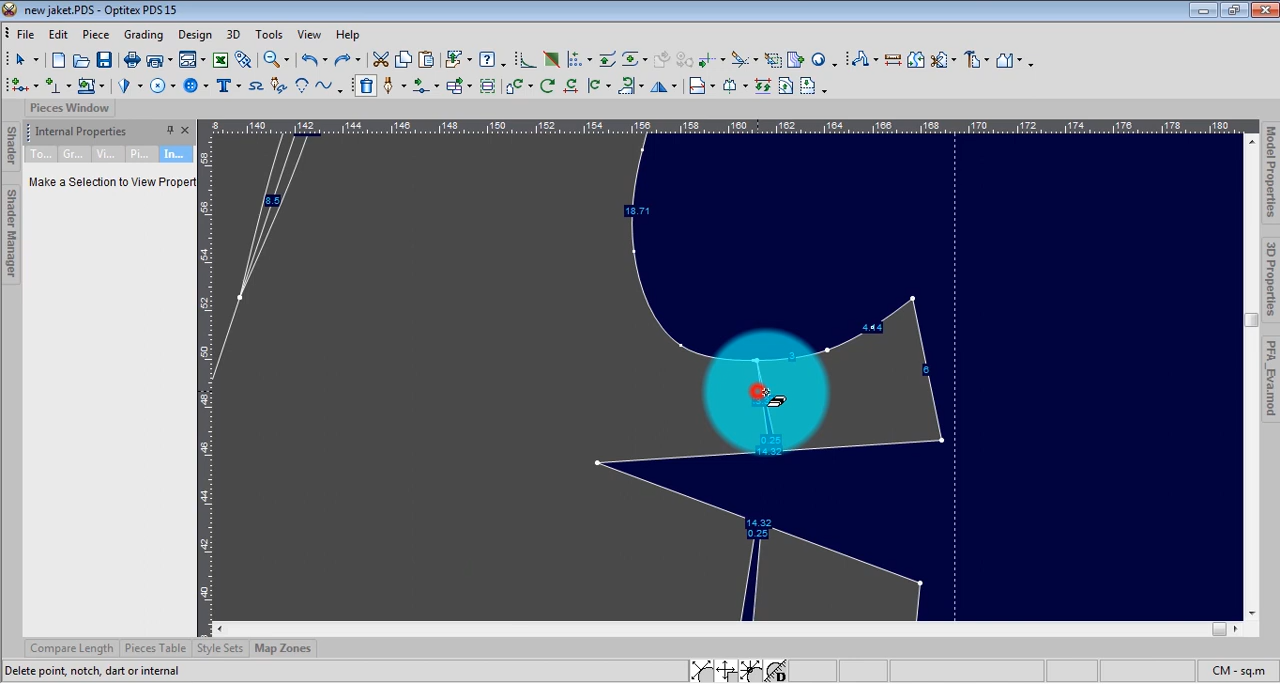 new jaket.PDS - Optitex PDS 15
File Edit Piece Grading Design 3D Tools View Help
Pieces Window
Internal Properties
To... Gr... Vi... Pi... In...
Make a Selection to View Propert
Shader
Shader Manager
8 140 142 144 146 148 150 152 154 156 158 160 162 164 166 168 170 172 174 176 178 180
58
56
54
52
50
48
46
44
42
40
8.5
18.71
4.14
3
6
0.25
14.32
14.32
0.25
Model Properties
3D Properties
PFA_Eva.mod
Compare Length Pieces Table Style Sets Map Zones
Delete point, notch, dart or internal
CM - sq.m